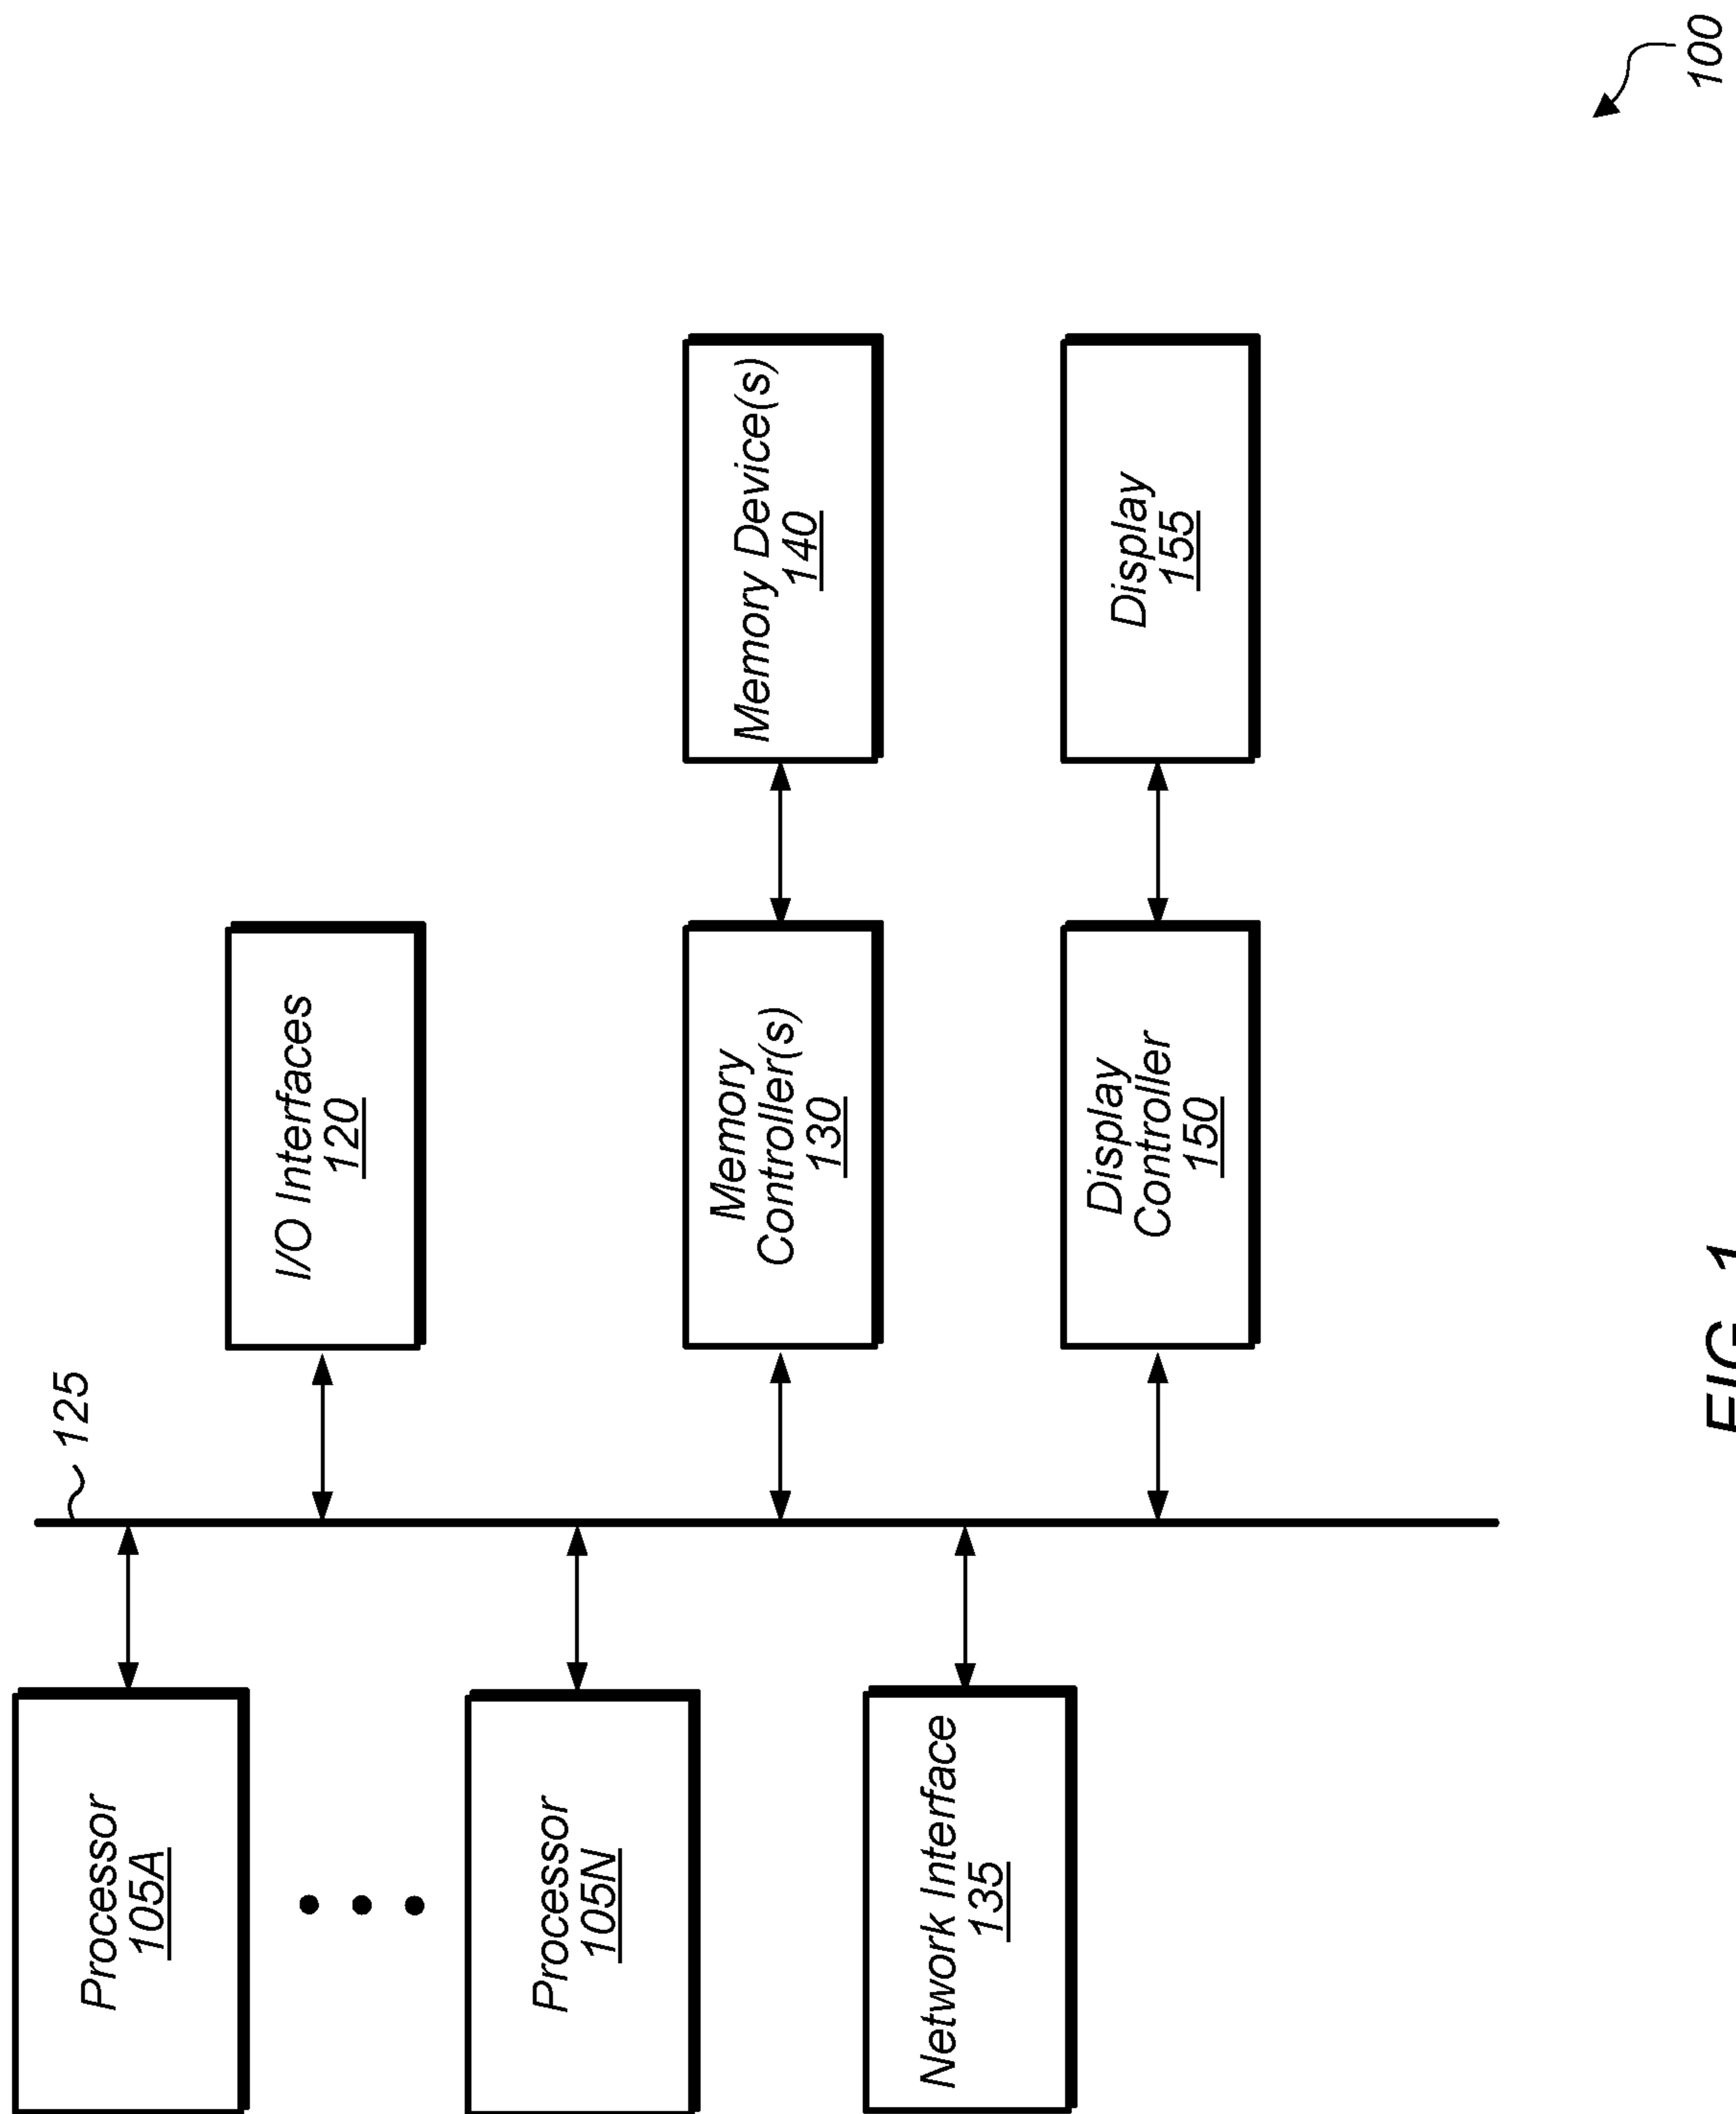 100
125
Processor
105A
I/O Interfaces
120
Processor
105N
Memory
Controller(s)
130
Memory Device(s)
140
Network Interface
135
Display
Controller
150
Display
155
FIG. 1